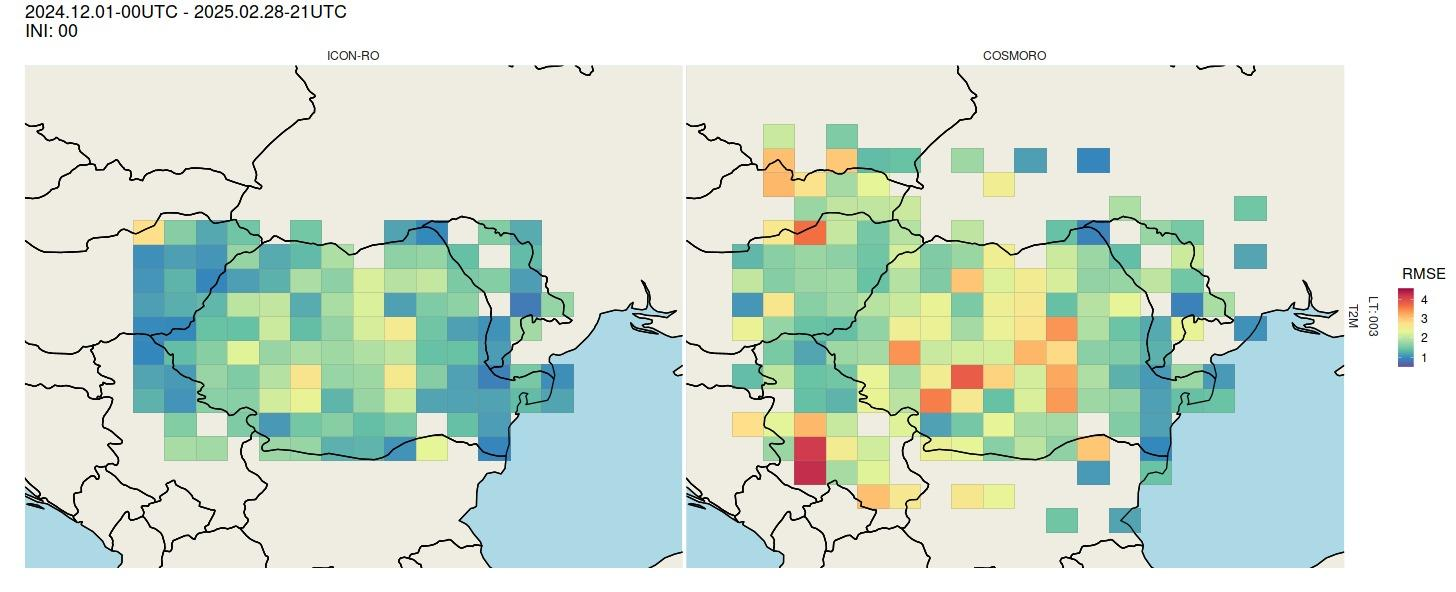 2024.12.01-00UTC - 2025.02.28-21UTC
INI: 00
ICON-RO
COSMORO
RMSE
4
3
2
1
LT: 003
T2M